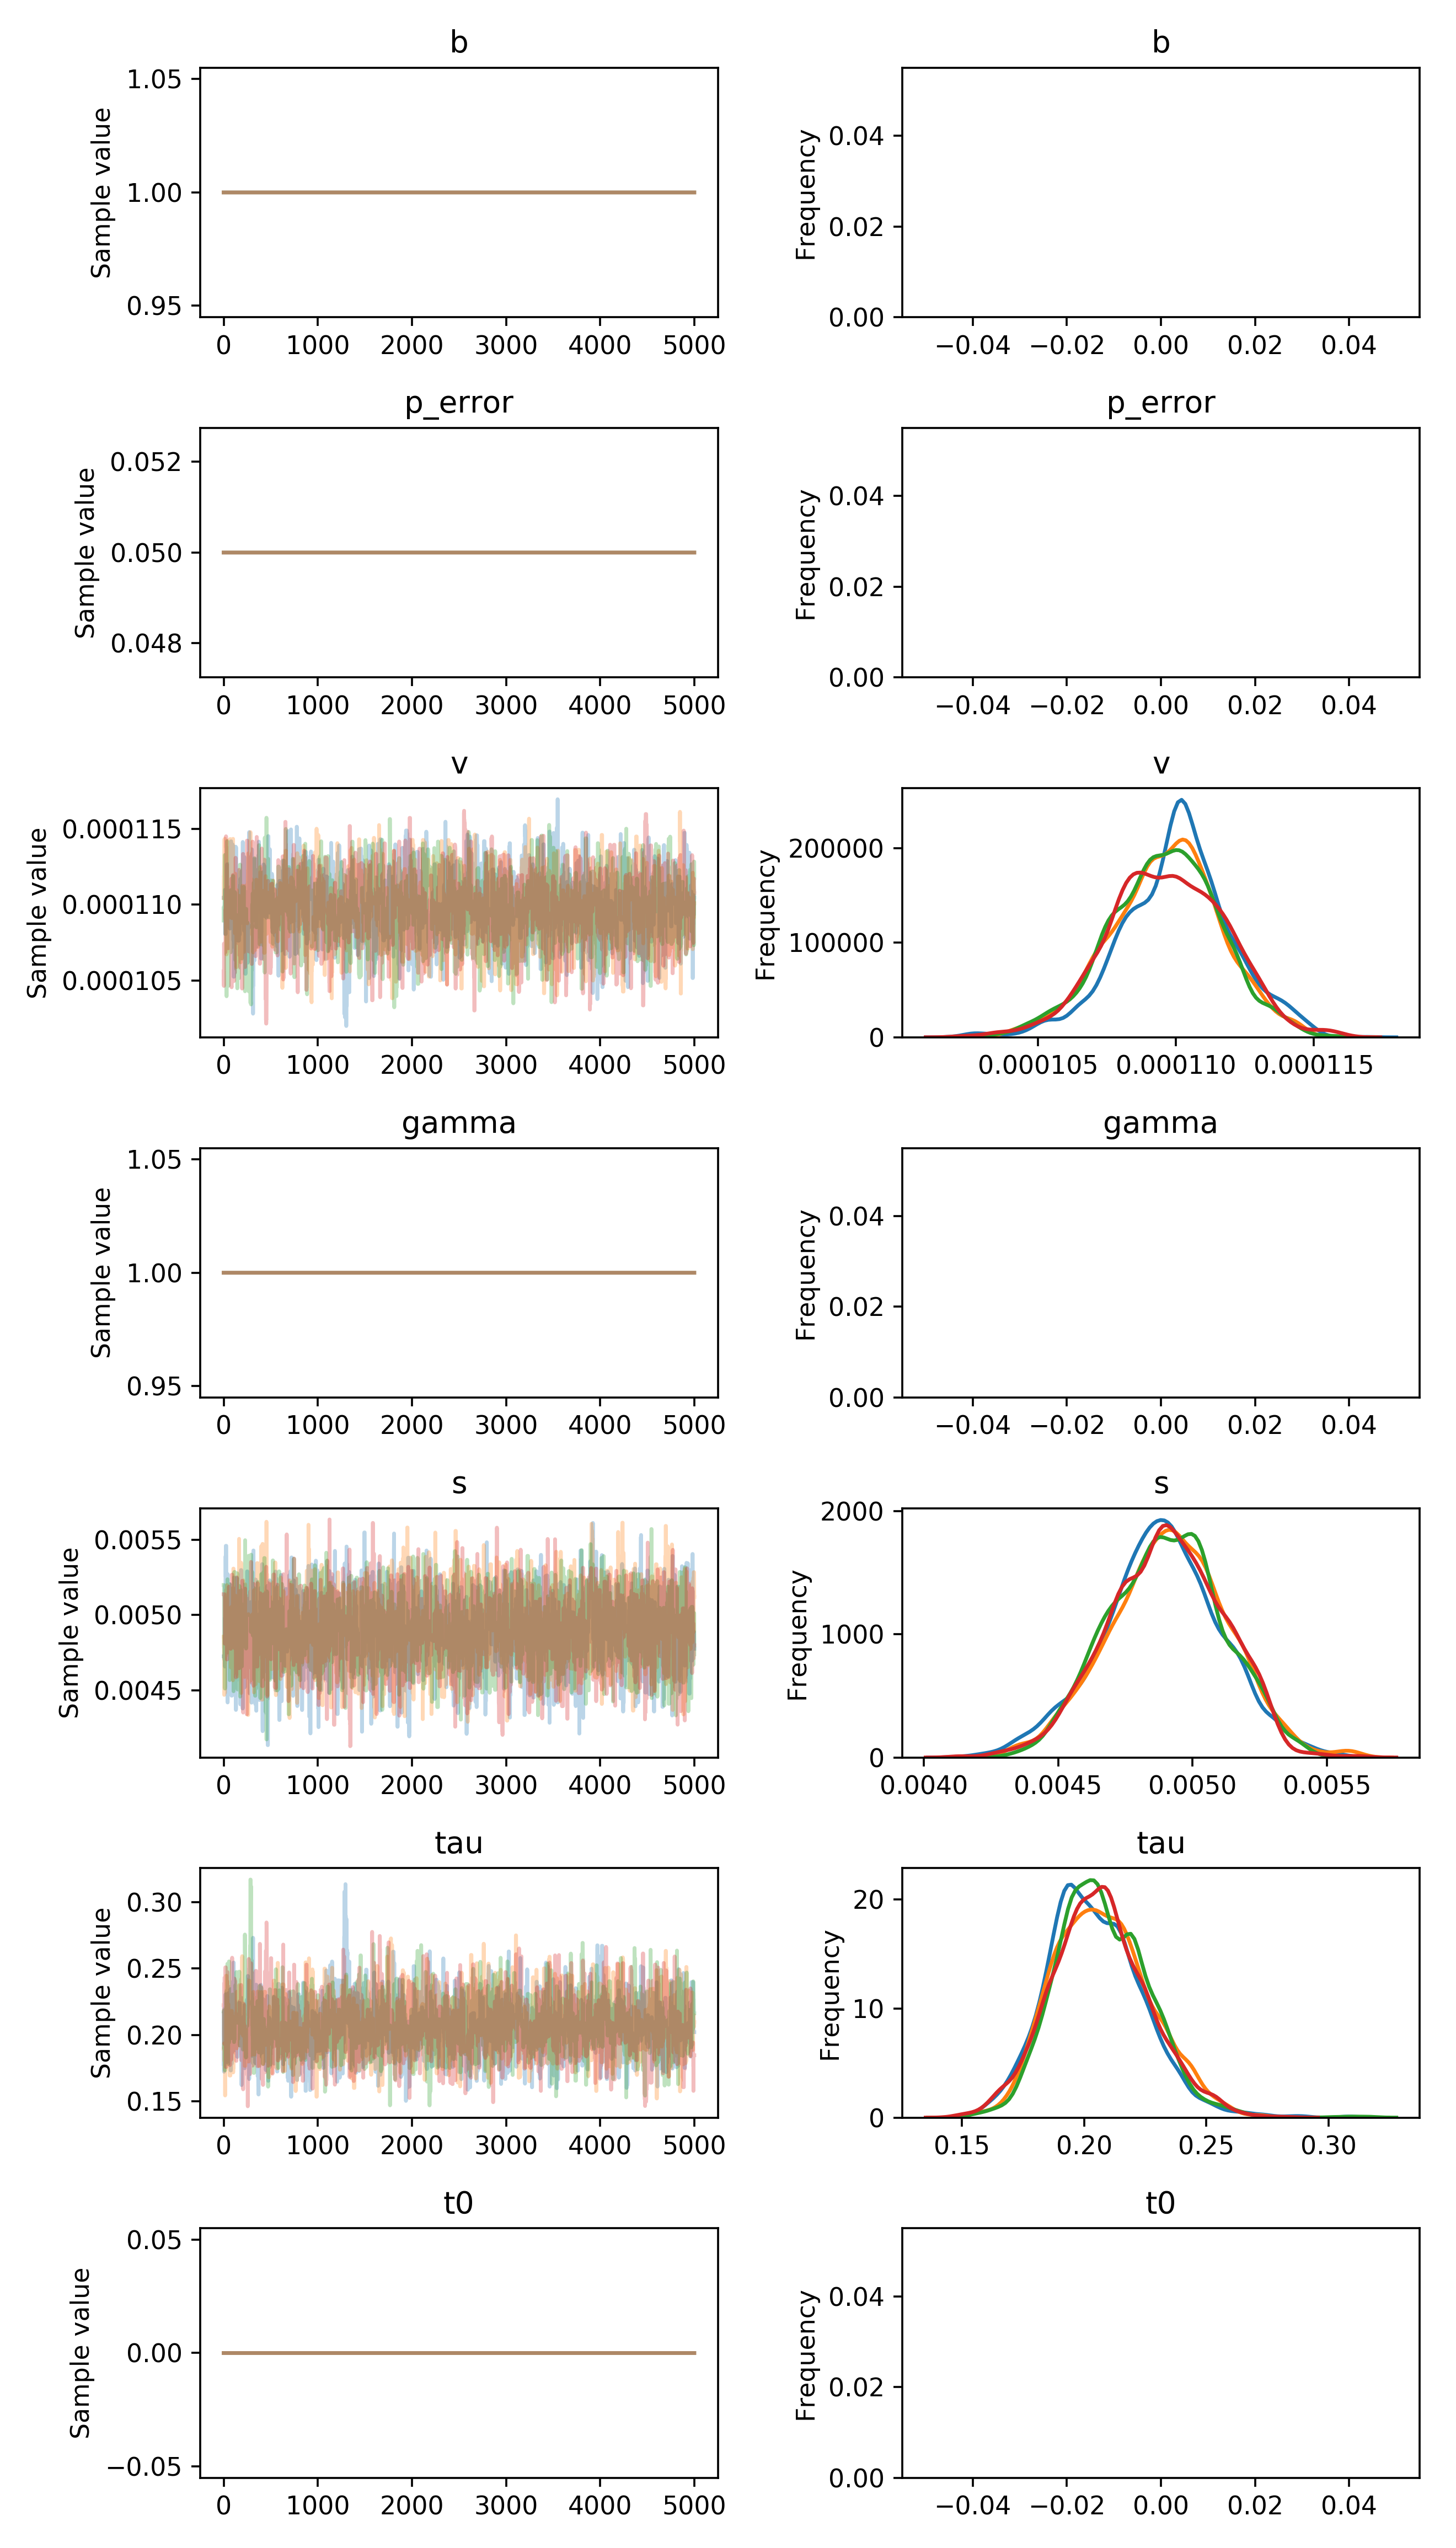 b
b
Sample value
1.05
1.00
0.95
0 1000 2000 3000 4000 5000
Frequency
0.04
0.02
0.00
−0.04 −0.02 0.00 0.02 0.04
p_error
p_error
Sample value
0.052
0.050
0.048
0 1000 2000 3000 4000 5000
Frequency
0.04
0.02
0.00
−0.04 −0.02 0.00 0.02 0.04
v
v
Sample value
0.000115
0.000110
0.000105
0 1000 2000 3000 4000 5000
Frequency
200000
100000
0
0.000105 0.000110 0.000115
gamma
gamma
Sample value
1.05
1.00
0.95
0 1000 2000 3000 4000 5000
Frequency
0.04
0.02
0.00
−0.04 −0.02 0.00 0.02 0.04
s
s
Sample value
0.0055
0.0050
0.0045
0 1000 2000 3000 4000 5000
Frequency
2000
1000
0
0.0040 0.0045 0.0050 0.0055
tau
tau
Sample value
0.30
0.25
0.20
0.15
0 1000 2000 3000 4000 5000
Frequency
20
10
0
0.15 0.20 0.25 0.30
t0
t0
Sample value
0.05
0.00
−0.05
0 1000 2000 3000 4000 5000
Frequency
0.04
0.02
0.00
−0.04 −0.02 0.00 0.02 0.04